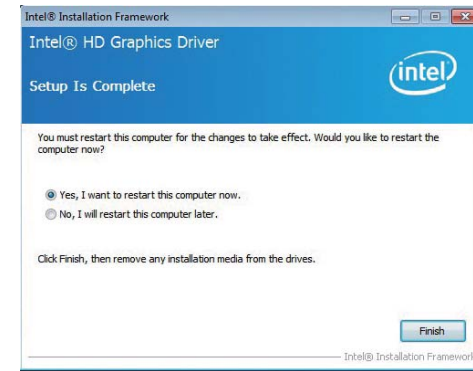 Intel® Installation Framework
Intel® HD Graphics Driver
intel
Setup Is Complete
You must restart this computer for the changes to take effect. Would you like to restart the
computer now?
Yes, I want to restart this computer now.
No, I will restart this computer later.
Click Finish, then remove any installation media from the drives.
Finish
Intel® Installation Framework